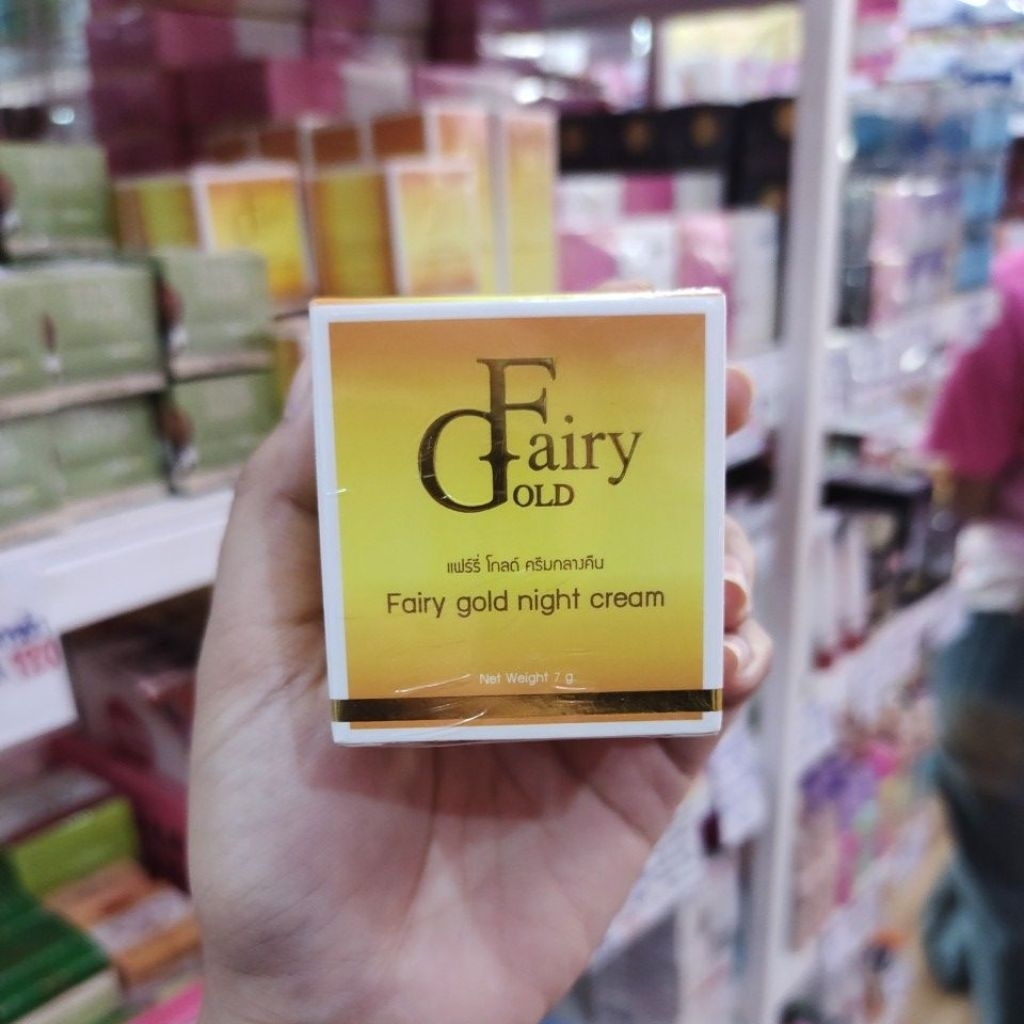 Fairy
GOLD
แฟร์รี่ โกลด์ ครีมกลางคืน
Fairy gold night cream
Net Weight 7 g.